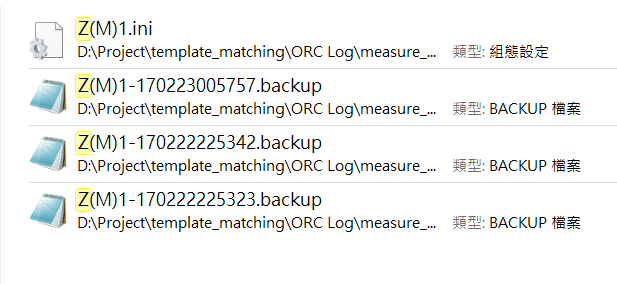 Z(M)1.ini
D:\Project\template_matching\ORC Log\measure_... 類型: 組態設定
Z(M)1-170223005757.backup
D:\Project\template_matching\ORC Log\measure_... 類型: BACKUP 檔案
Z(M)1-170222225342.backup
D:\Project\template_matching\ORC Log\measure_... 類型: BACKUP 檔案
Z(M)1-170222225323.backup
D:\Project\template_matching\ORC Log\measure_... 類型: BACKUP 檔案